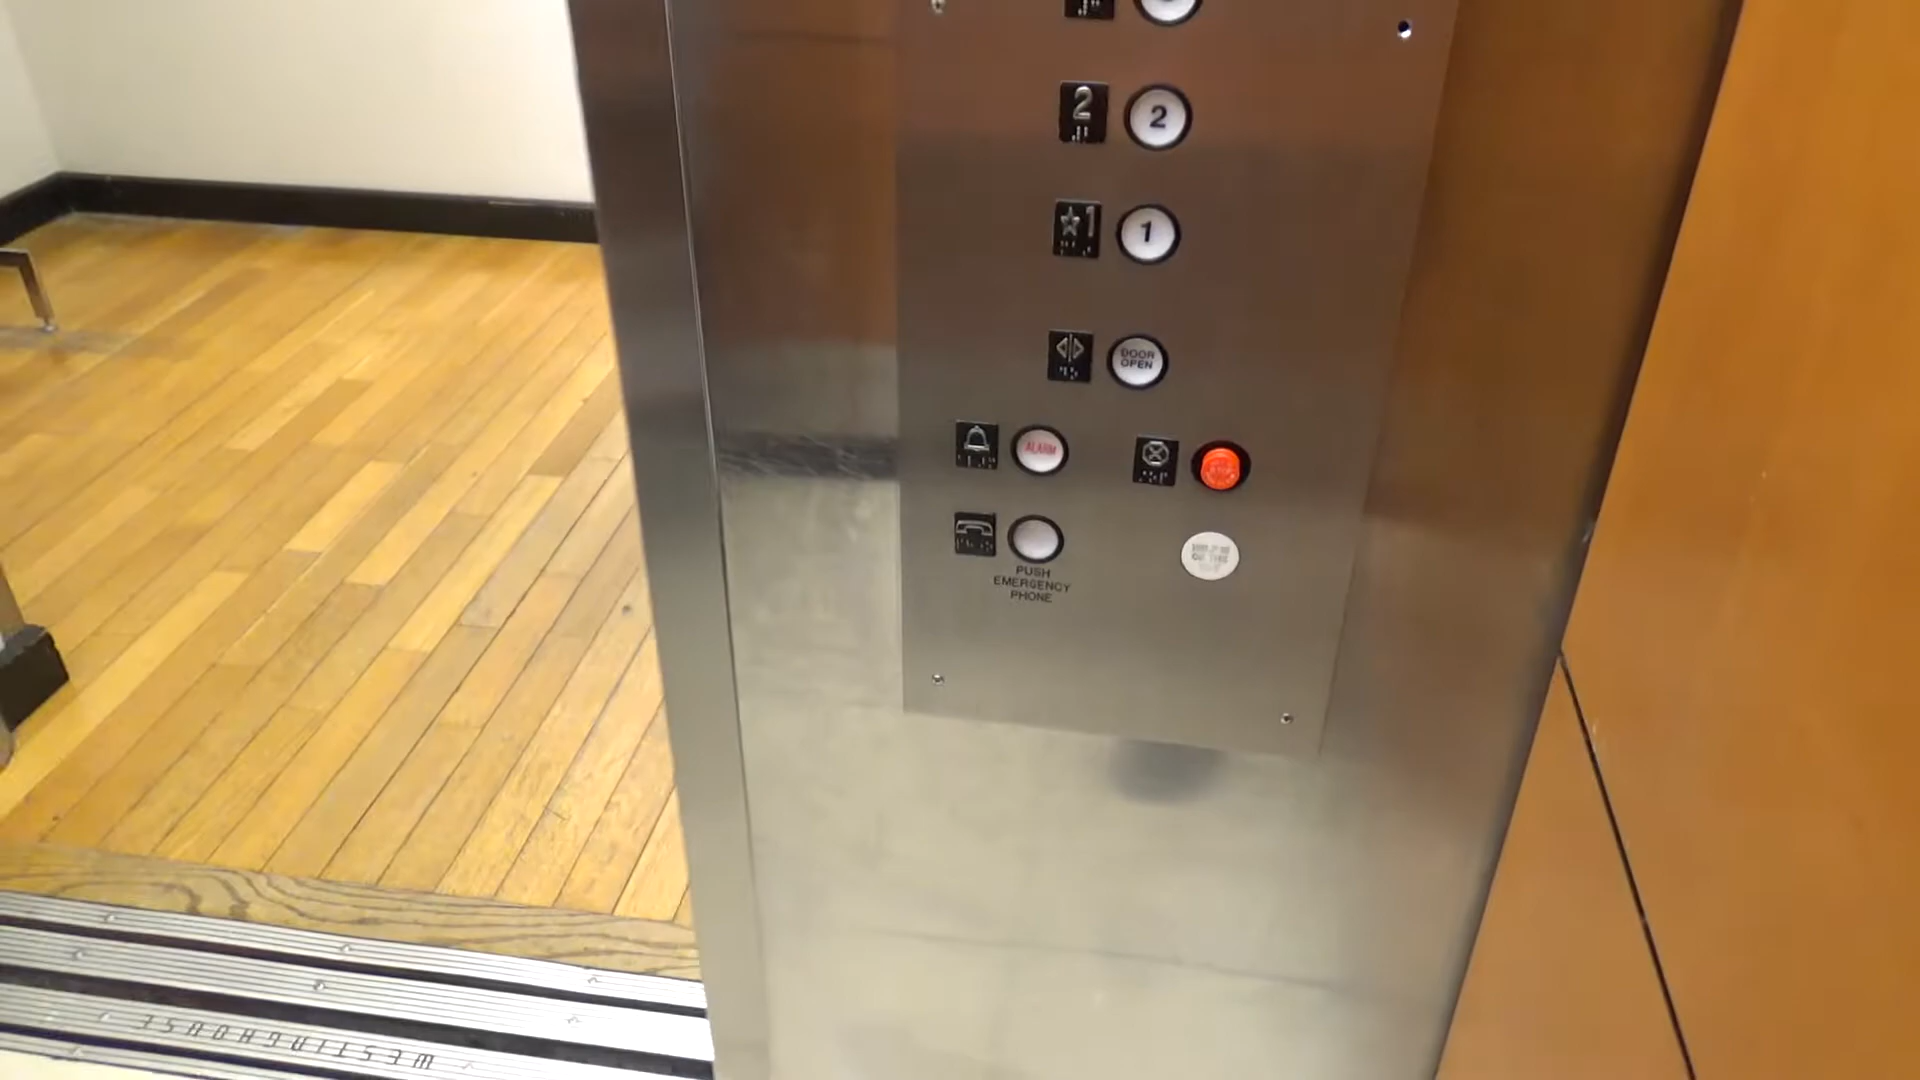 2 2
☆1 1
DOOR
OPEN
ALARM
PUSH
EMERGENCY
PHONE
WESTINGHOUSE